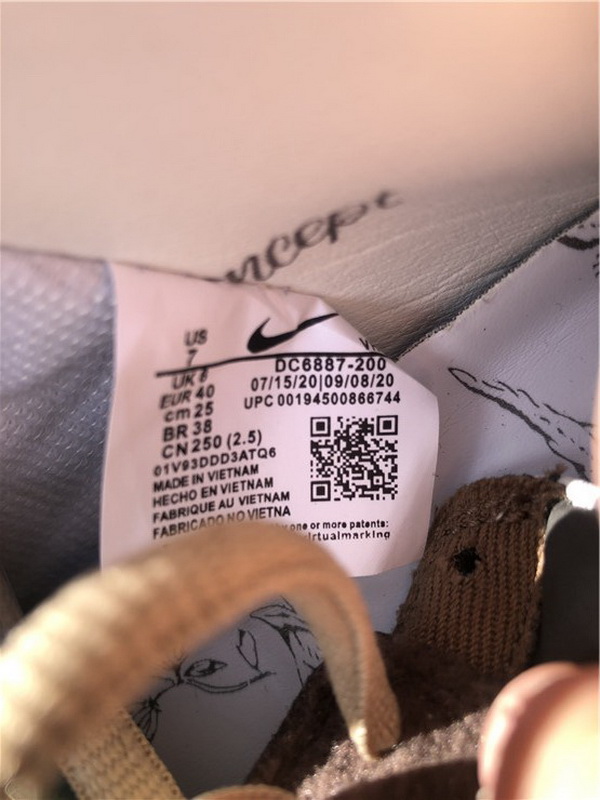 ncept
US
7
UK 6
EUR 40
cm 25
BR 38
CN 250 (2.5)
01V93DDD3ATQ6
MADE IN VIETNAM
HECHO EN VIETNAM
FABRIQUE AU VIETNAM
FABRICADO NO VIETNA
DC6887-200
07/15/20|09/08/20
UPC 00194500866744
one or more patents:
virtualmarking